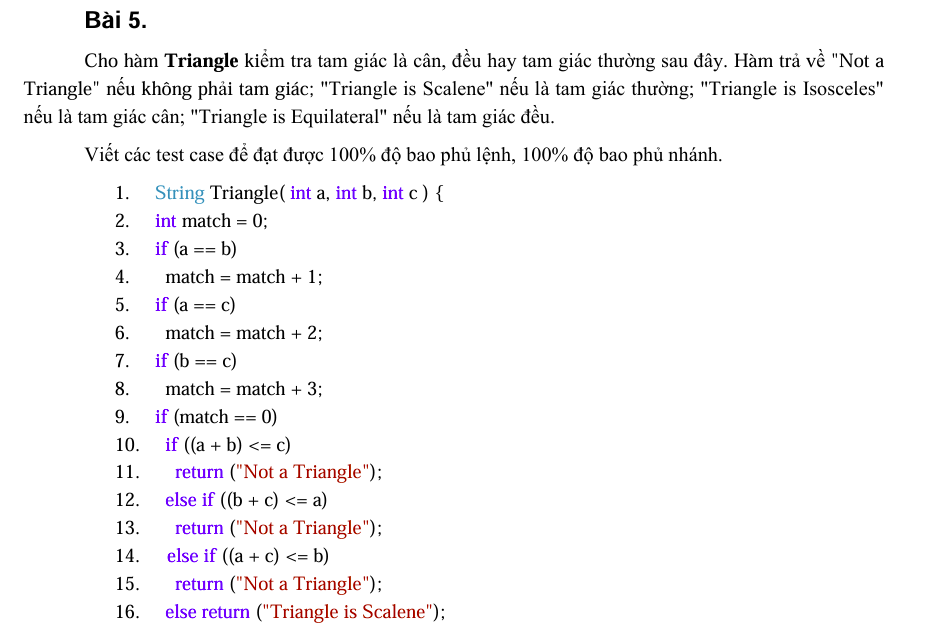 Bài 5.
Cho hàm Triangle kiểm tra tam giác là cân, đều hay tam giác thường sau đây. Hàm trả về "Not a
Triangle" nếu không phải tam giác; "Triangle is Scalene" nếu là tam giác thường; "Triangle is Isosceles"
nếu là tam giác cân; "Triangle is Equilateral" nếu là tam giác đều.
Viết các test case để đạt được 100% độ bao phủ lệnh, 100% độ bao phủ nhánh.
1. String Triangle( int a, int b, int c ) {
2. int match = 0;
3. if (a == b)
4. match = match + 1;
5. if (a == c)
6. match = match + 2;
7. if (b == c)
8. match = match + 3;
9. if (match == 0)
10. if ((a + b) <= c)
11. return ("Not a Triangle");
12. else if ((b + c) <= a)
13. return ("Not a Triangle");
14. else if ((a + c) <= b)
15. return ("Not a Triangle");
16. else return ("Triangle is Scalene");